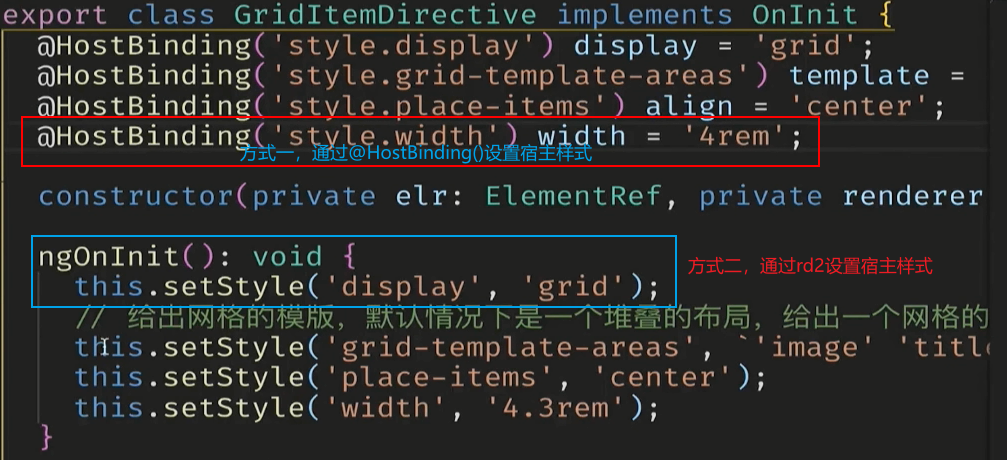 export class GridItemDirective implements OnInit {
@HostBinding('style.display') display = 'grid';
@HostBinding('style.grid-template-areas') template =
@HostBinding('style.place-items') align = 'center';
@HostBinding('style.width') width = '4rem';
方式一，通过@HostBinding()设置宿主样式
constructor(private elr: ElementRef, private renderer
ngOnInit(): void {
this.setStyle('display', 'grid');
方式二，通过rd2设置宿主样式
// 给出网格的模版，默认情况下是一个堆叠的布局，给出一个网格的
this.setStyle('grid-template-areas', `'image' 'title
this.setStyle('place-items', 'center');
this.setStyle('width', '4.3rem');
}